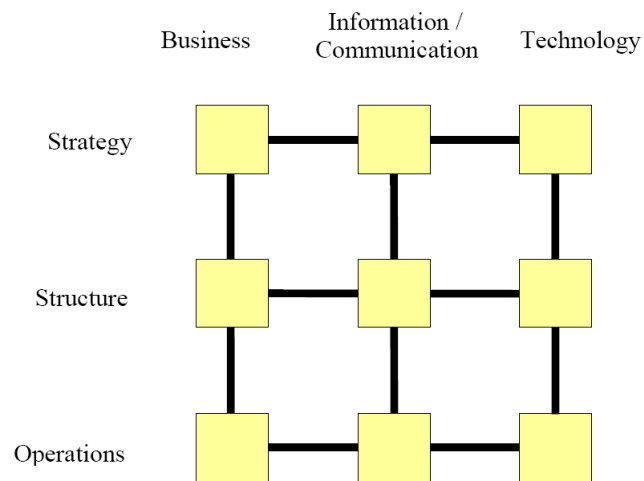 Business
Information /
Communication
Technology
Strategy
Structure
Operations